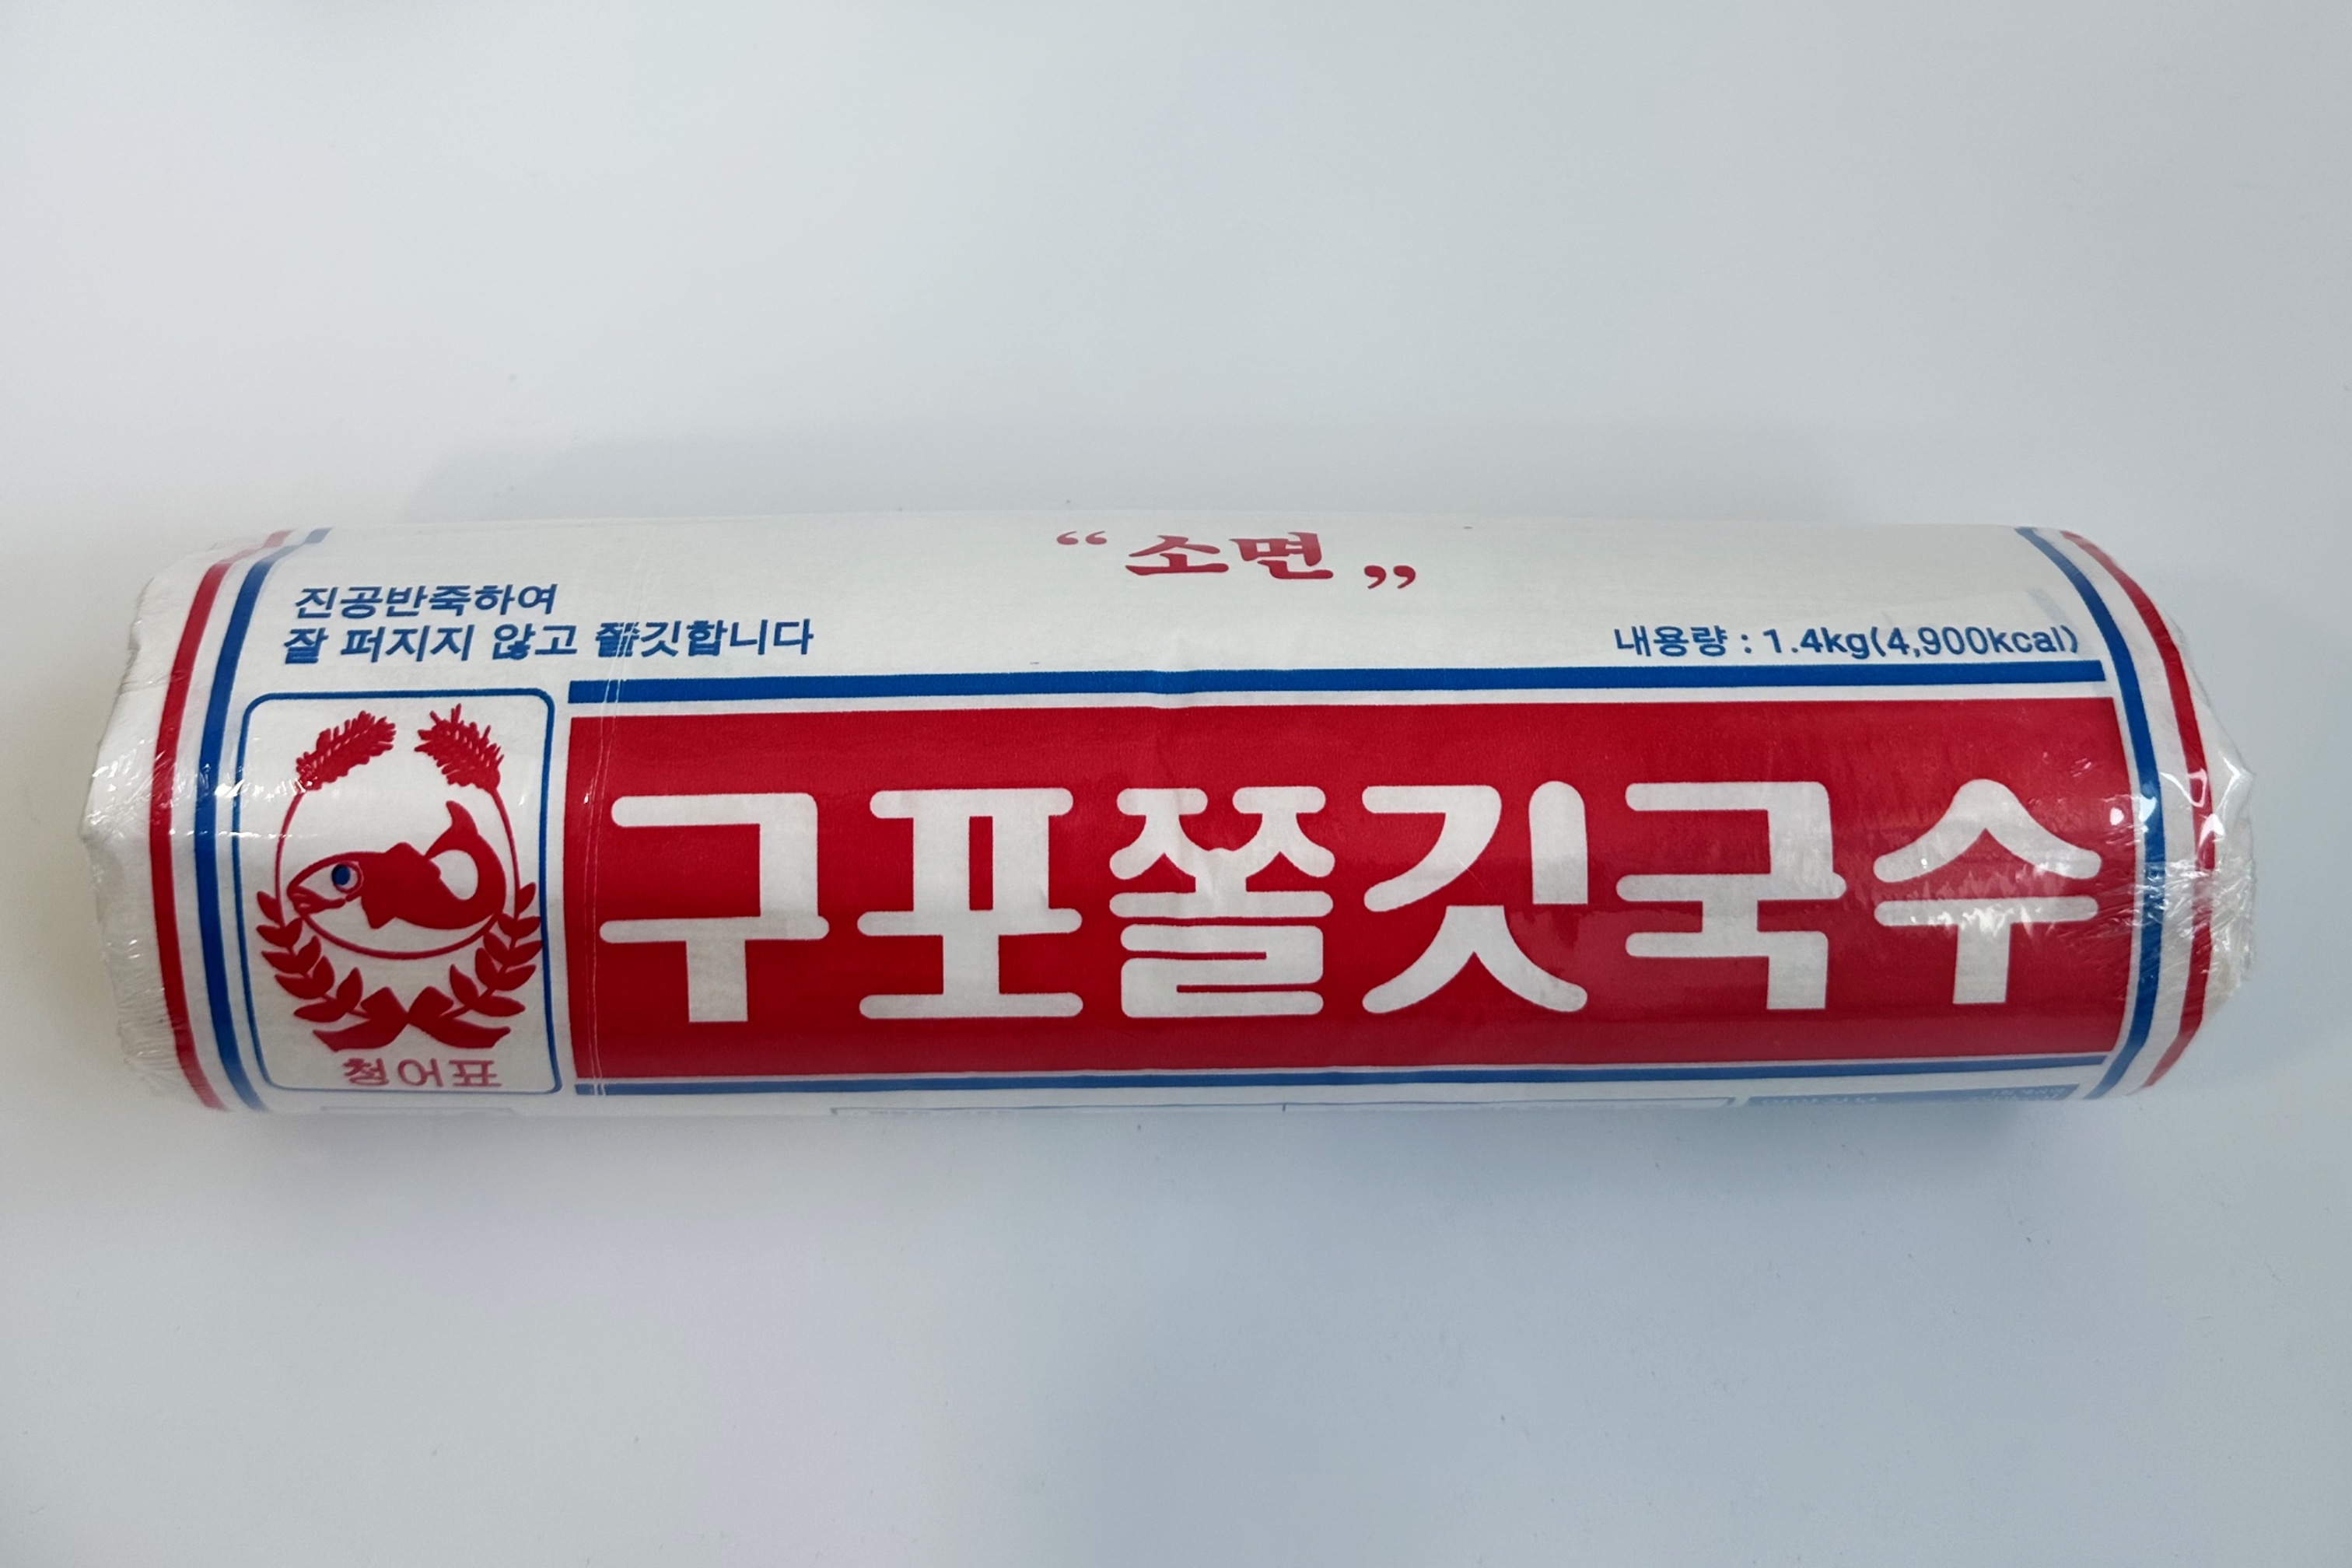 “소면”
진공반죽하여
잘 퍼지지 않고 쫄깃합니다
내용량 : 1.4kg(4,900kcal)
구포쫄깃국수
청어표